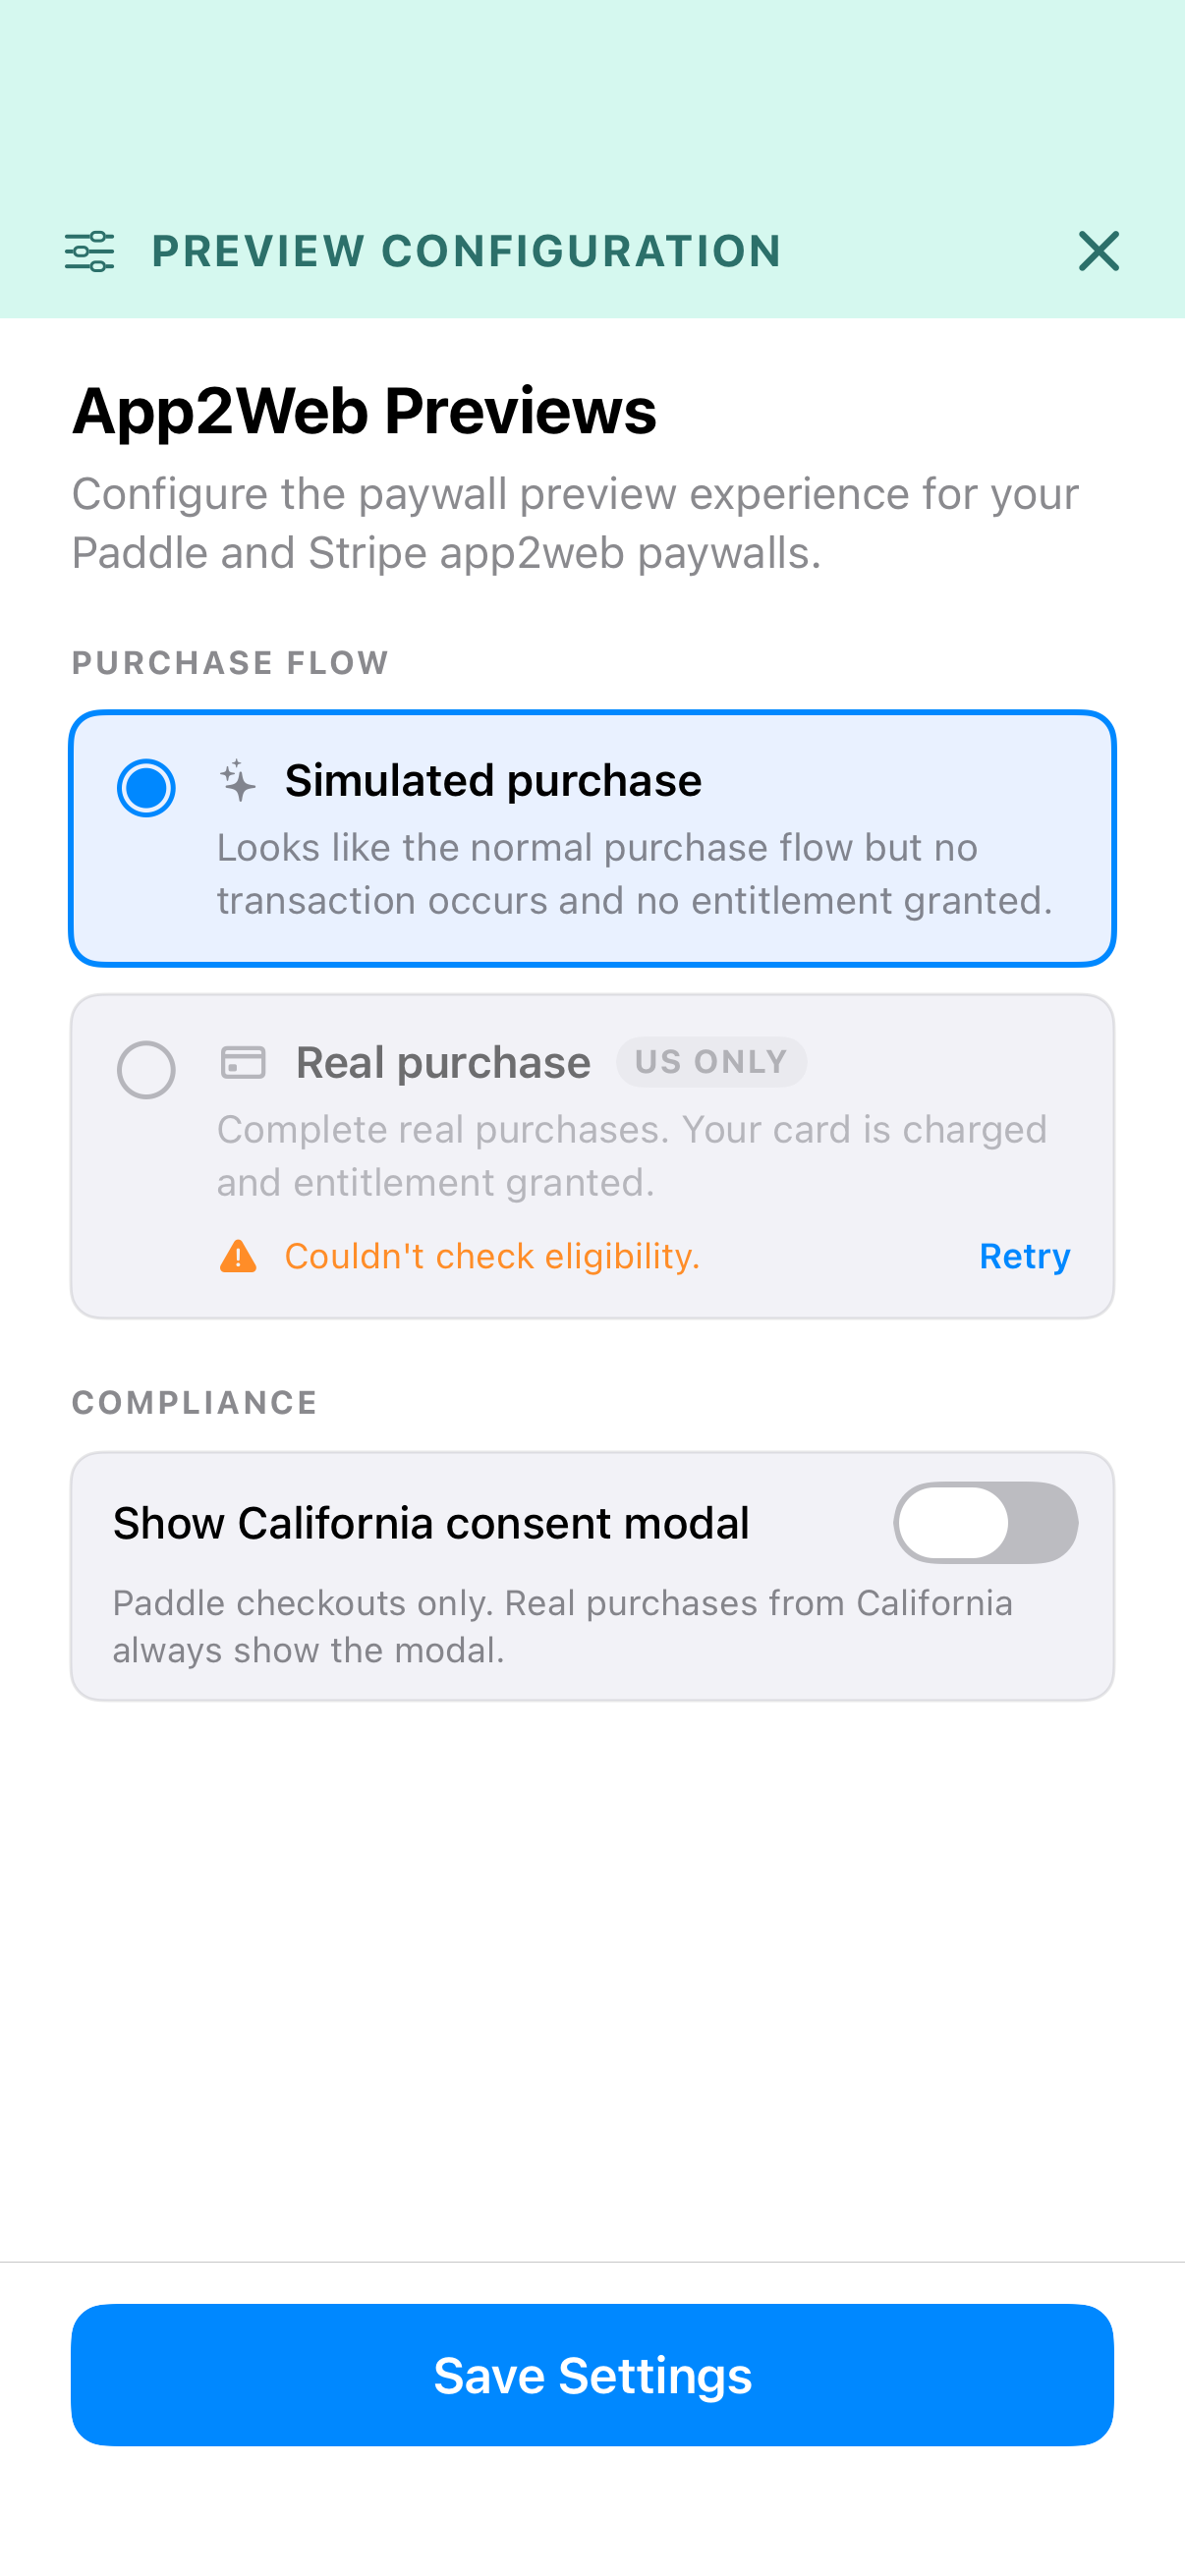 PREVIEW CONFIGURATION
App2Web Previews
Configure the paywall preview experience for your
Paddle and Stripe app2web paywalls.
PURCHASE FLOW
Simulated purchase
Looks like the normal purchase flow but no
transaction occurs and no entitlement granted.
Real purchase US ONLY
Complete real purchases. Your card is charged
and entitlement granted.
Couldn't check eligibility. Retry
COMPLIANCE
Show California consent modal
Paddle checkouts only. Real purchases from California
always show the modal.
Save Settings